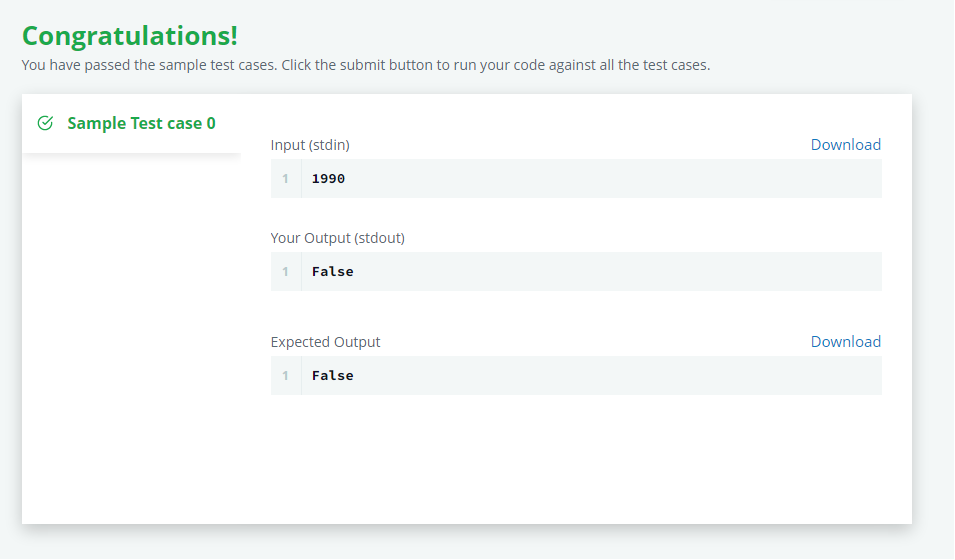 Congratulations!
You have passed the sample test cases. Click the submit button to run your code against all the test cases.
Sample Test case 0
Input (stdin)
Download
1 1990
Your Output (stdout)
1 False
Expected Output
Download
1 False